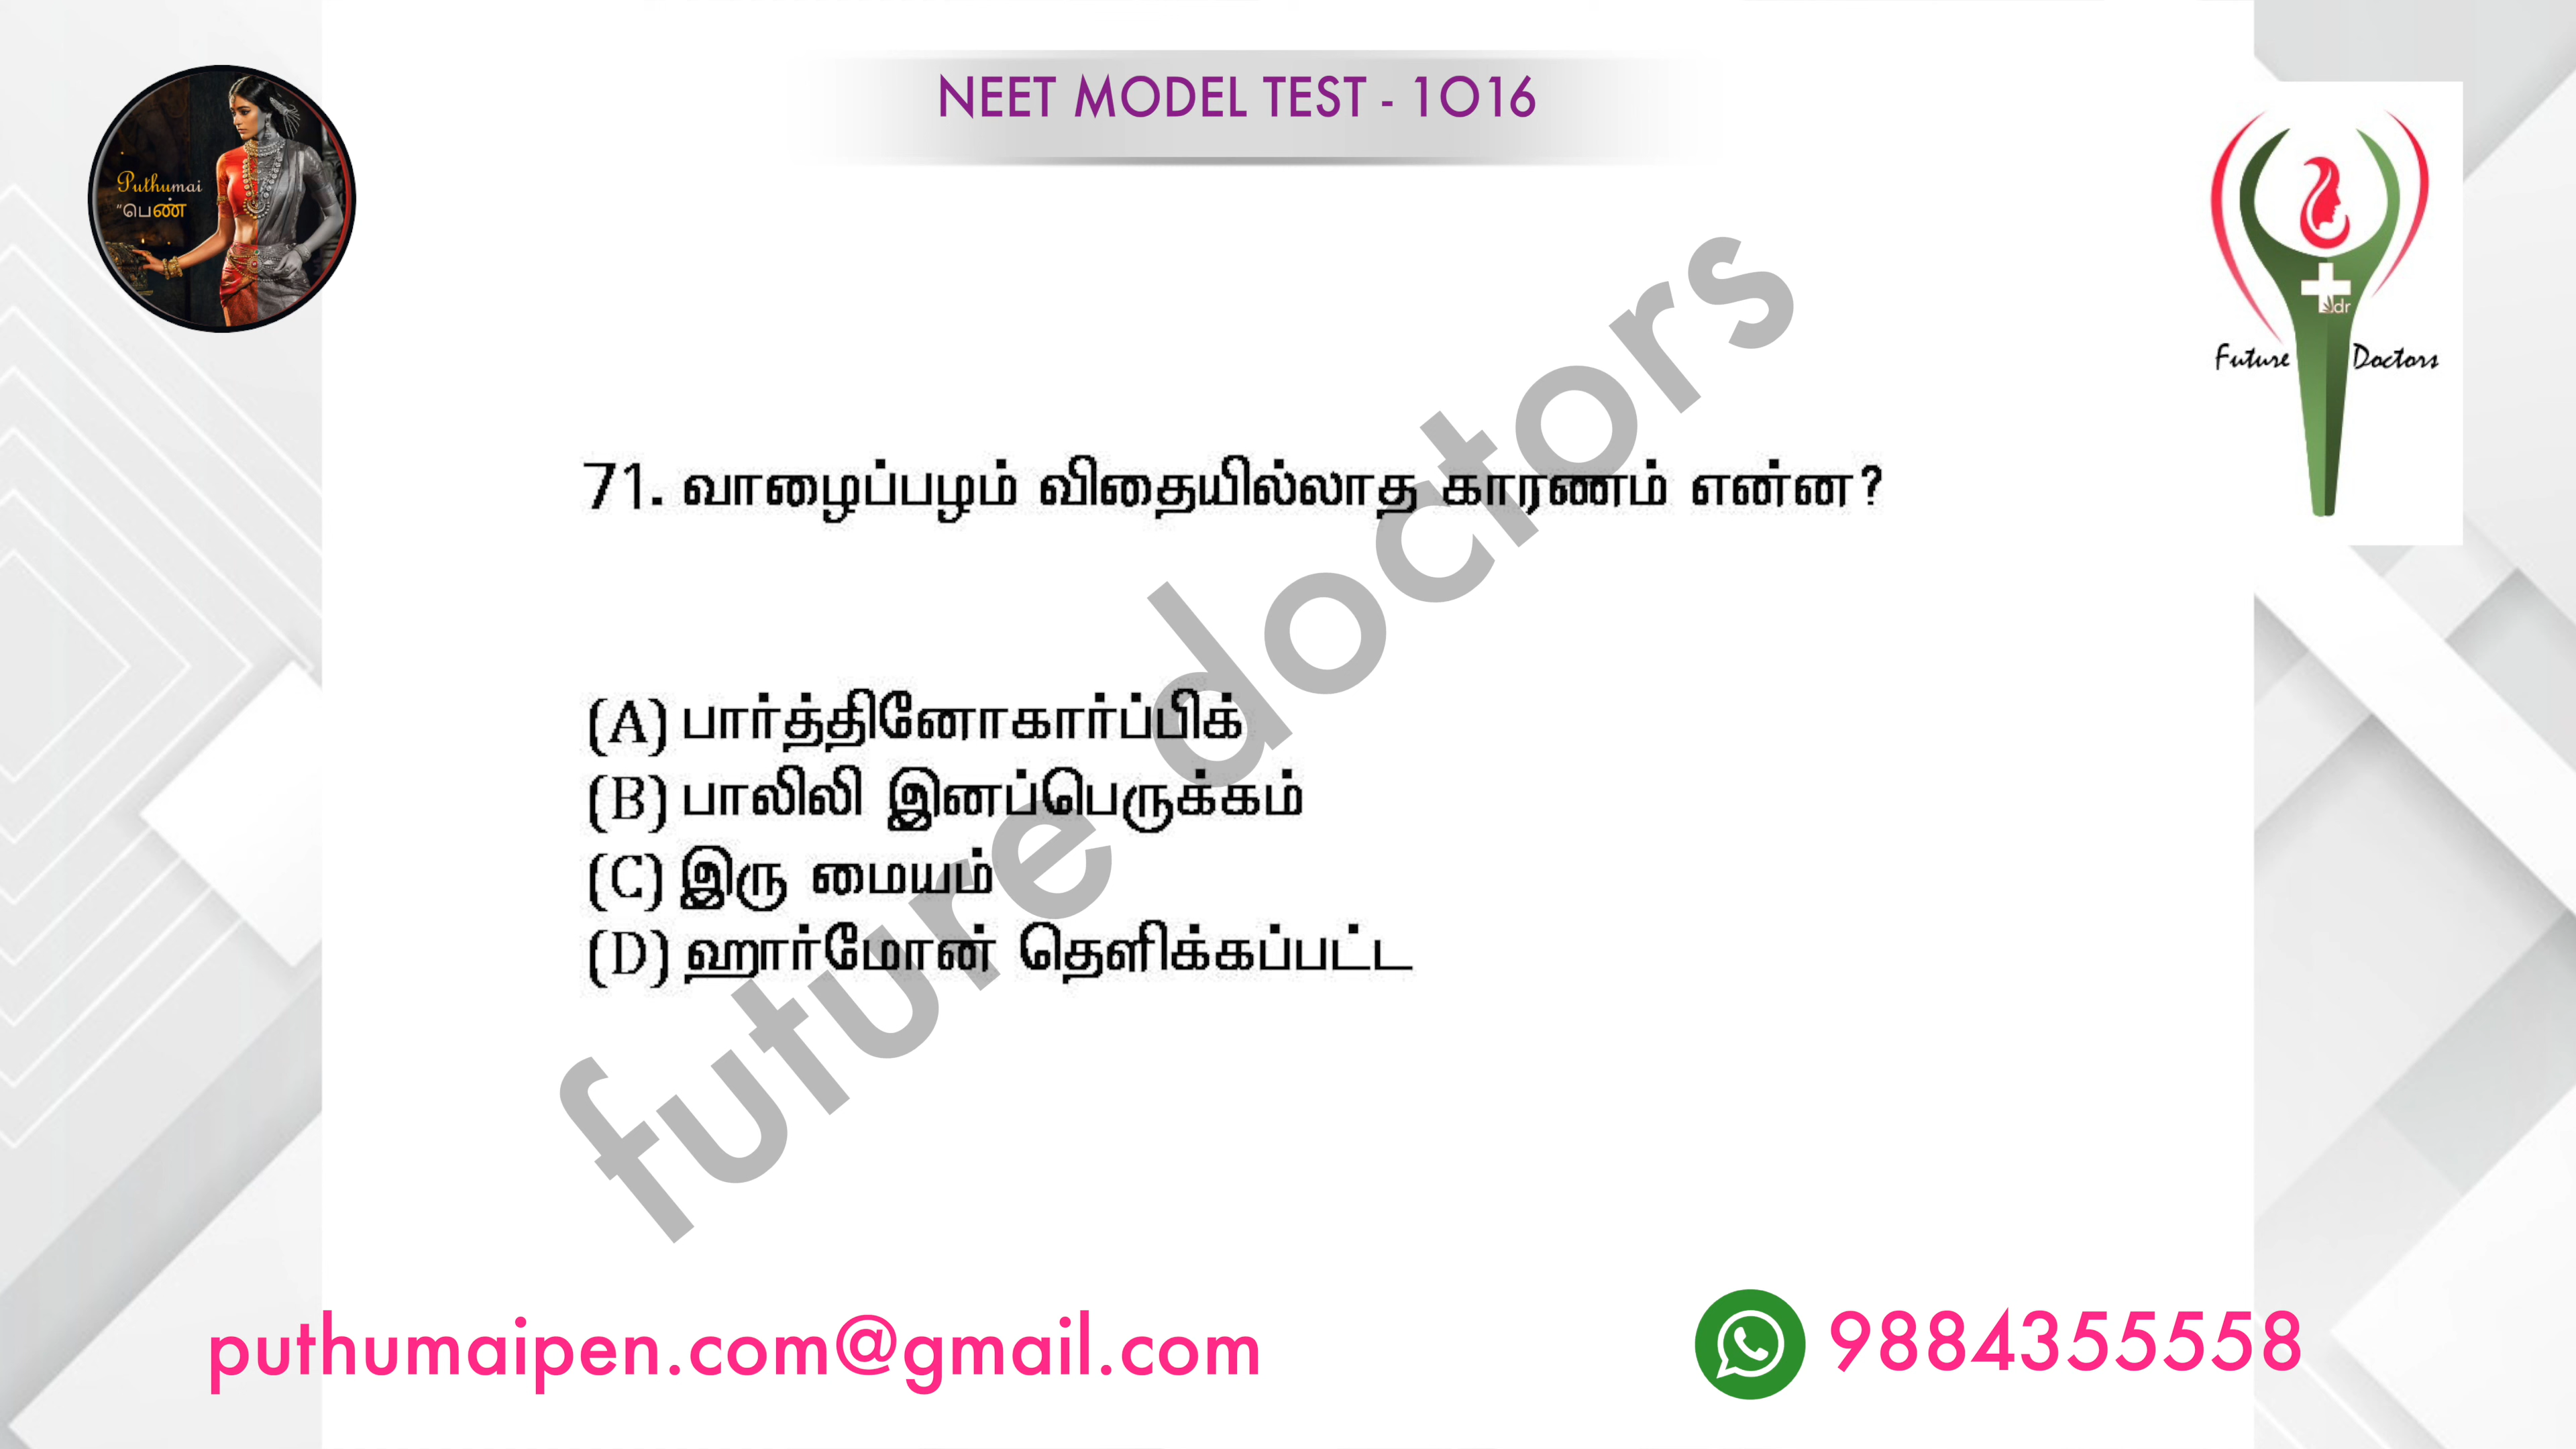 NEET MODEL TEST - 1016
Puthumai
"பெண்
dr
Future Doctors
71. வாழைப்பழம் விதையில்லாத காரணம் என்ன?
(A) பார்த்தினோகார்ப்பிக்
(B) பாலிலி இனப்பெருக்கம்
(C) இரு மையம்
(D) ஹார்மோன் தெளிக்கப்பட்ட
future doctors
puthumaipen.com@gmail.com
9884355558